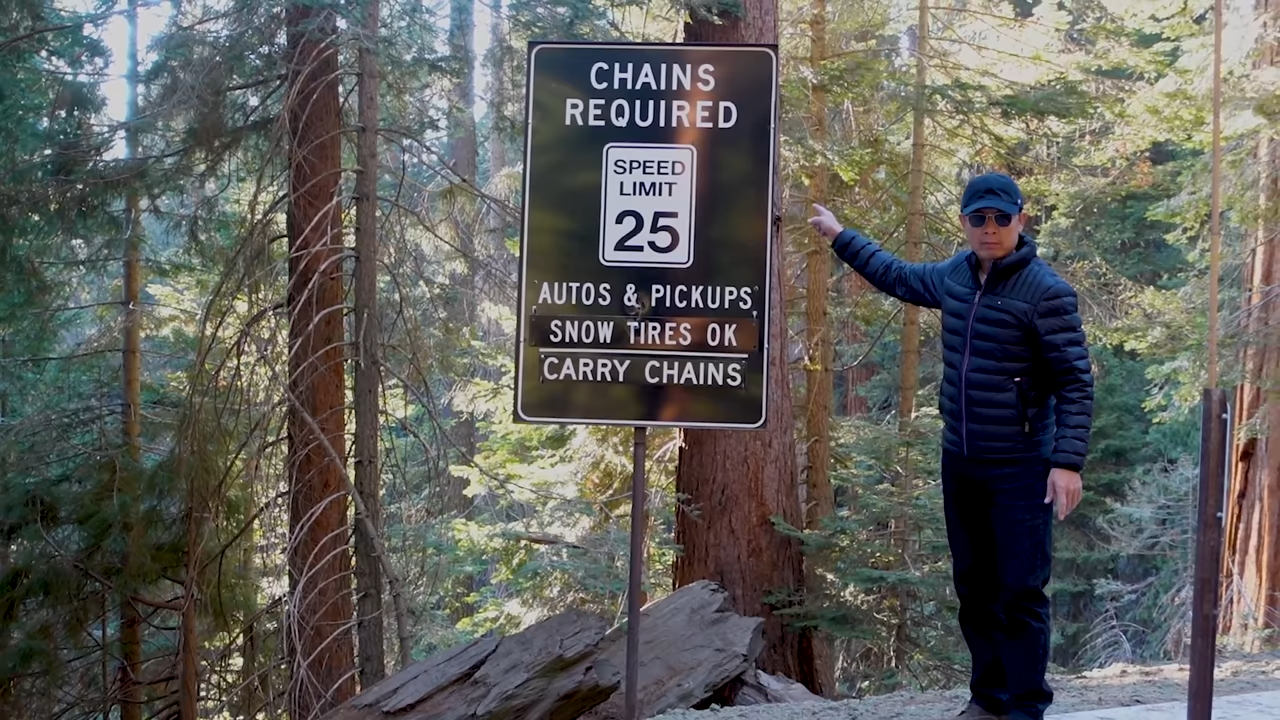 CHAINS
REQUIRED
SPEED
LIMIT
25
AUTOS & PICKUPS
SNOW TIRES OK
CARRY CHAINS